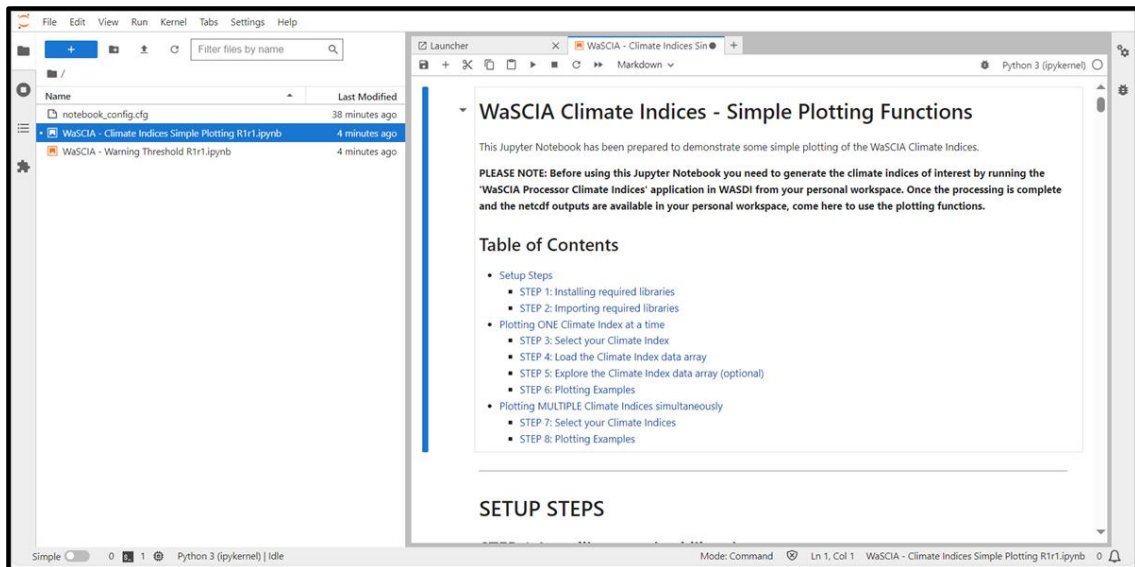 File Edit View Run Kernel Tabs Settings Help
+ Filter files by name
/
Name Last Modified
notebook_config.cfg 38 minutes ago
WaSCIA - Climate Indices Simple Plotting R1r1.ipynb 4 minutes ago
WaSCIA - Warning Threshold R1r1.ipynb 4 minutes ago
Launcher WaSCIA - Climate Indices Sin +
Markdown Python 3 (ipykernel)
WaSCIA Climate Indices - Simple Plotting Functions
This Jupyter Notebook has been prepared to demonstrate some simple plotting of the WaSCIA Climate Indices.
PLEASE NOTE: Before using this Jupyter Notebook you need to generate the climate indices of interest by running the
'WaSCIA Processor Climate Indices' application in WASDI from your personal workspace. Once the processing is complete
and the netcdf outputs are available in your personal workspace, come here to use the plotting functions.
Table of Contents
• Setup Steps
▪ STEP 1: Installing required libraries
▪ STEP 2: Importing required libraries
• Plotting ONE Climate Index at a time
▪ STEP 3: Select your Climate Index
▪ STEP 4: Load the Climate Index data array
▪ STEP 5: Explore the Climate Index data array (optional)
▪ STEP 6: Plotting Examples
• Plotting MULTIPLE Climate Indices simultaneously
▪ STEP 7: Select your Climate Indices
▪ STEP 8: Plotting Examples
SETUP STEPS
Simple 0 1 Python 3 (ipykernel) | Idle Mode: Command Ln 1, Col 1 WaSCIA - Climate Indices Simple Plotting R1r1.ipynb 0